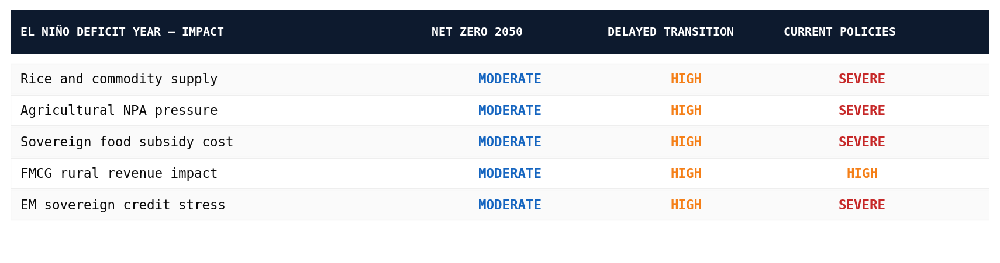 EL NIÑO DEFICIT YEAR — IMPACT NET ZERO 2050 DELAYED TRANSITION CURRENT POLICIES
Rice and commodity supply MODERATE HIGH SEVERE
Agricultural NPA pressure MODERATE HIGH SEVERE
Sovereign food subsidy cost MODERATE HIGH SEVERE
FMCG rural revenue impact MODERATE HIGH HIGH
EM sovereign credit stress MODERATE HIGH SEVERE